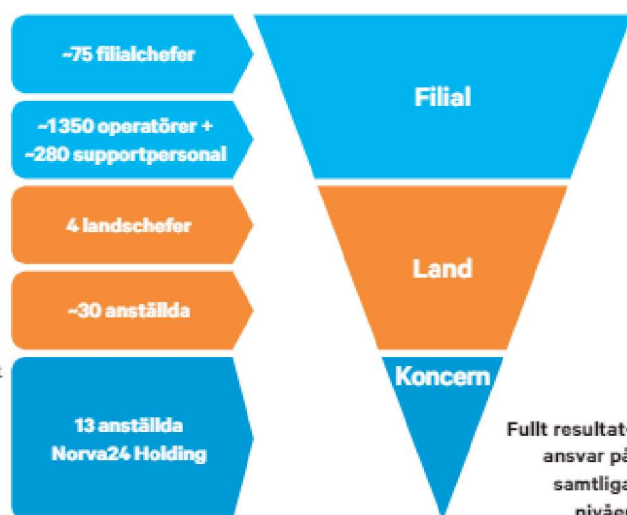 ~75 filialchefer
Filial
~1350 operatörer +
~280 supportpersonal
4 landschefer
Land
~30 anställda
Koncern
13 anställda
Norva24 Holding
Fullt resultat-
ansvar på
samtliga
nivåer